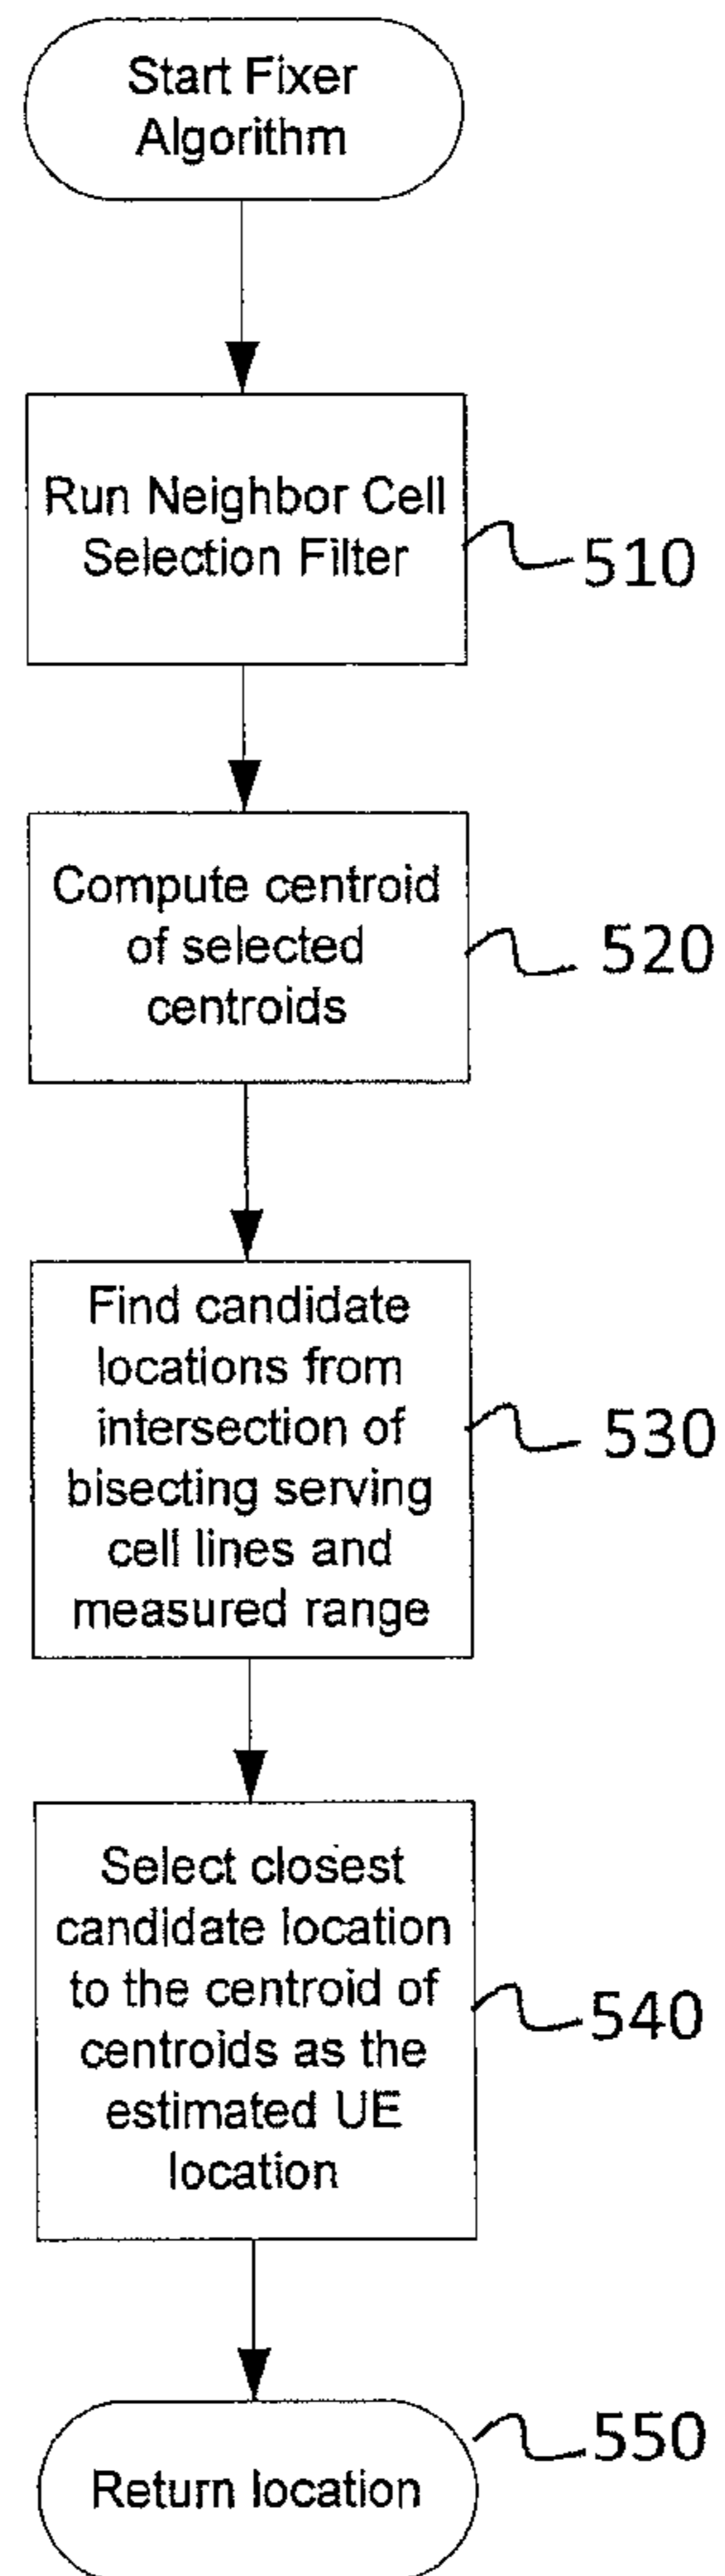 Start Fixer
Algorithm
Run Neighbor Cell
Selection Filter
510
Compute centroid
of selected
centroids
520
Find candidate
locations from
intersection of
bisecting serving
cell lines and
measured range
530
Select closest
candidate location
to the centroid of
centroids as the
estimated UE
location
540
Return location
550